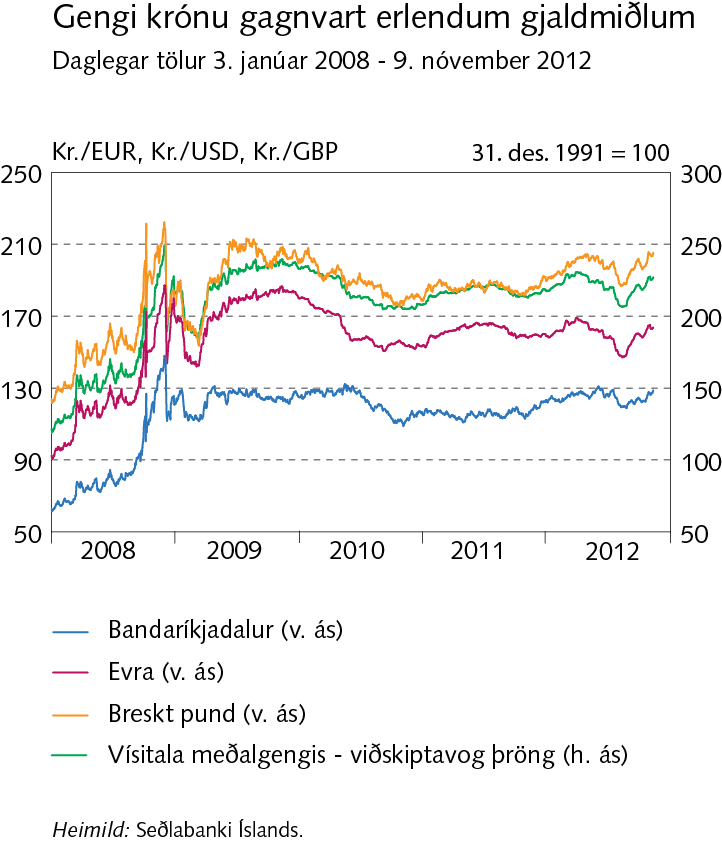 Gengi krónu gagnvart erlendum gjaldmiðlum
Daglegar tölur 3. janúar 2008 - 9. nóvember 2012
Kr./EUR, Kr./USD, Kr./GBP 31. des. 1991 = 100
250 300
210 250
170 200
130 150
90 100
50 50
2008 2009 2010 2011 2012
Bandaríkjadalur (v. ás)
Evra (v. ás)
Breskt pund (v. ás)
Vísitala meðalgengis - viðskiptavog þröng (h. ás)
Heimild: Seðlabanki Íslands.